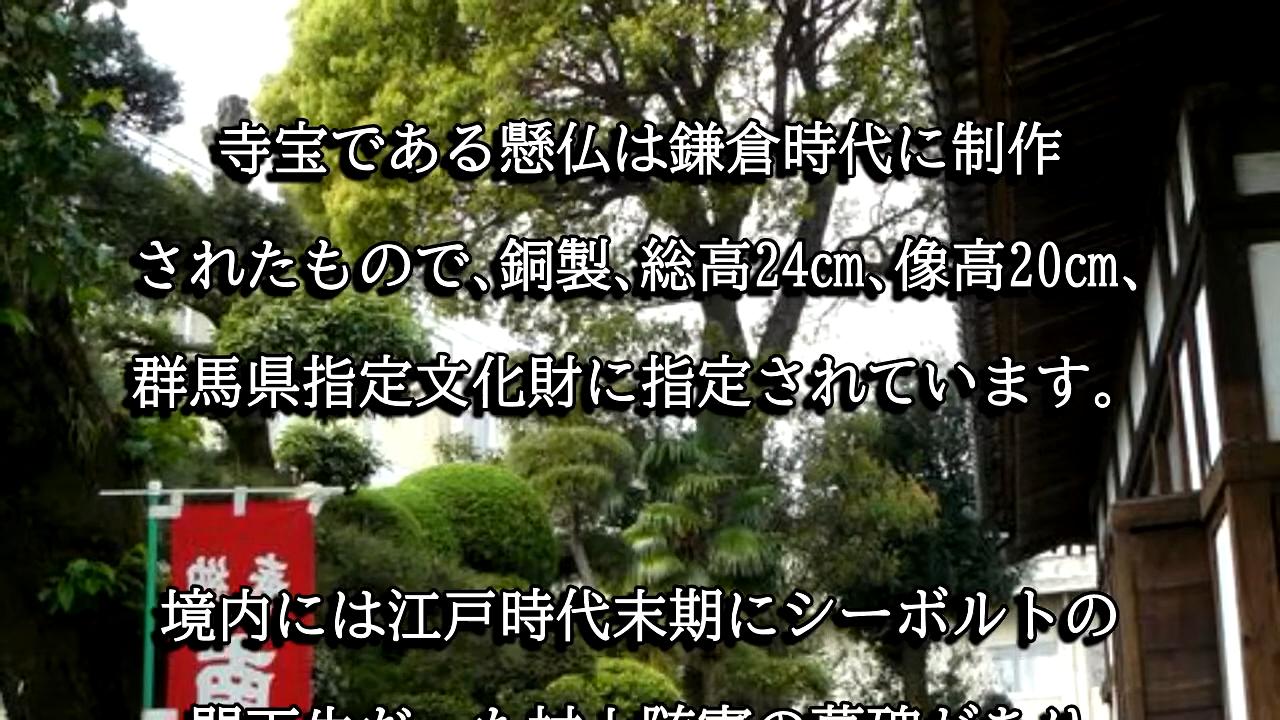 寺宝である懸仏は鎌倉時代に制作
されたもので、銅製、総高24cm、像高20cm、
群馬県指定文化財に指定されています。
境内には江戸時代末期にシーボルトの